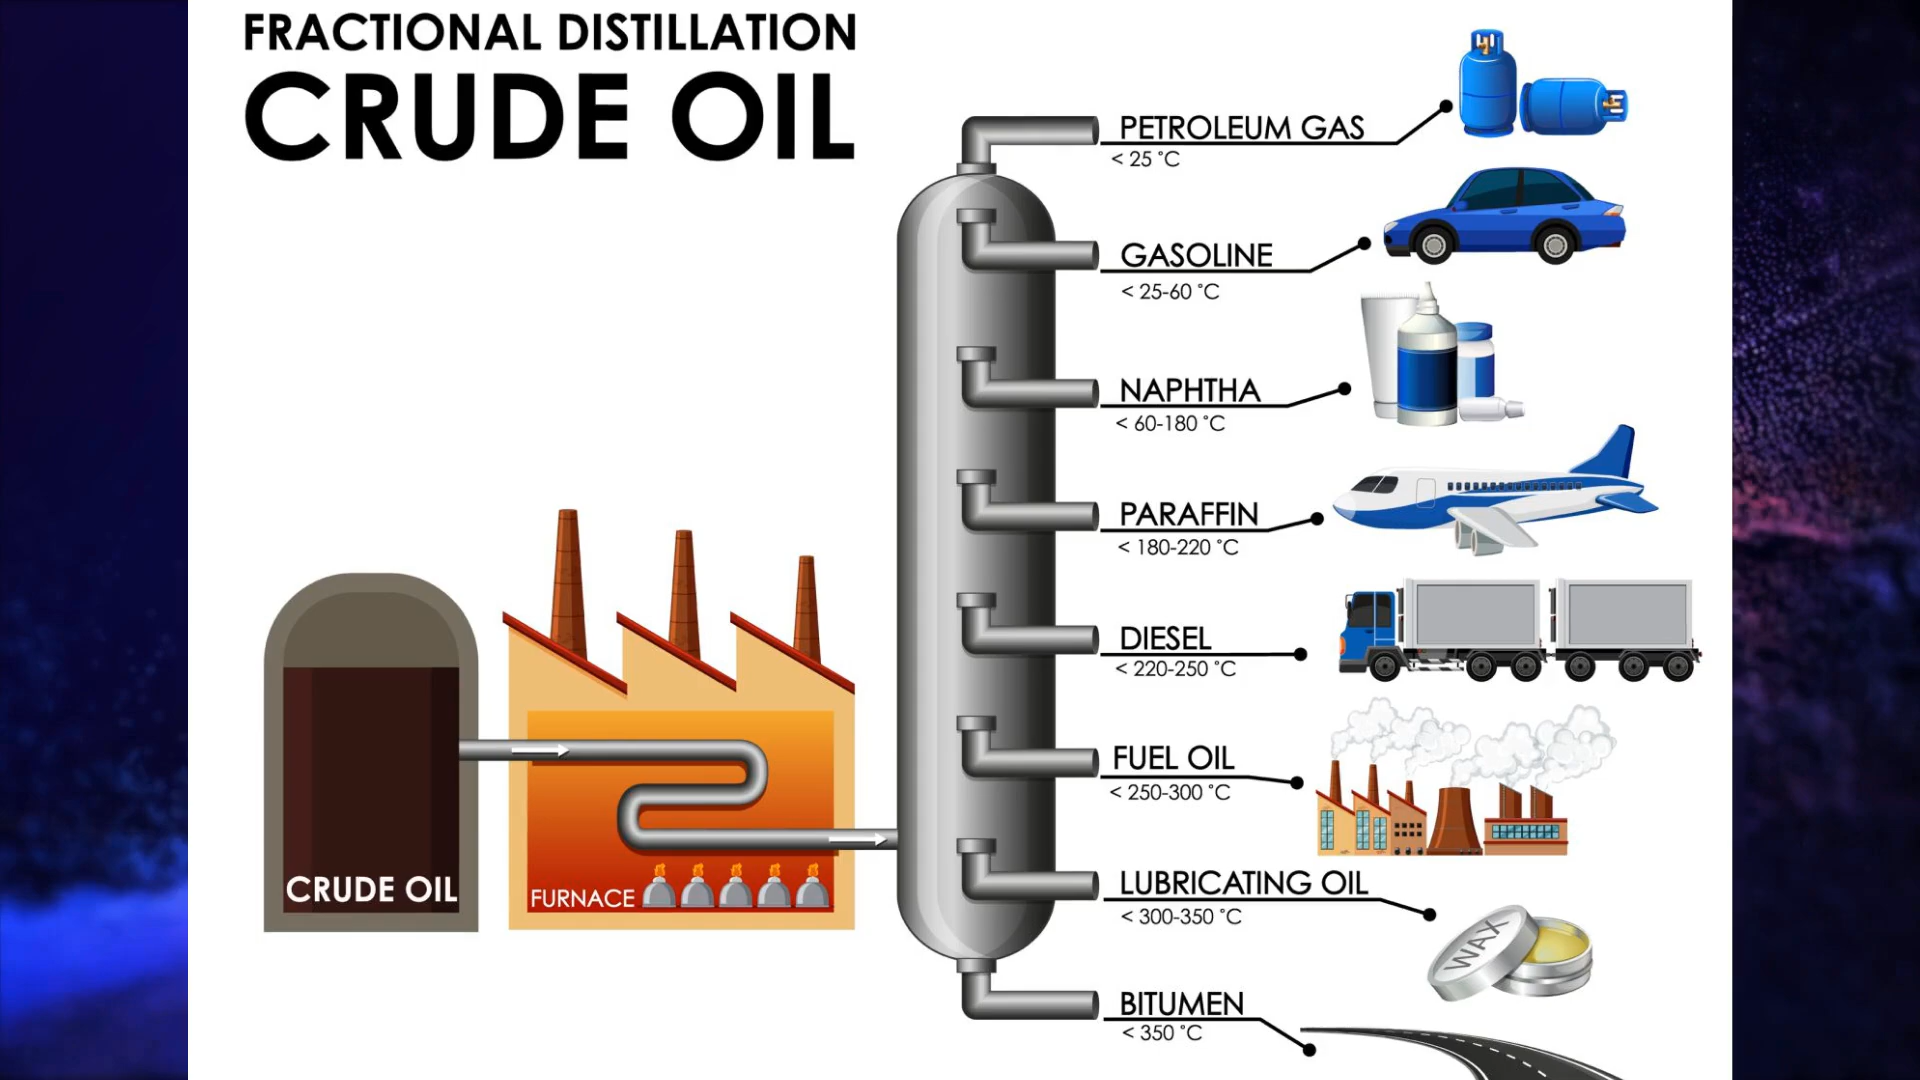 FRACTIONAL DISTILLATION
CRUDE OIL
PETROLEUM GAS
< 25 °C
GASOLINE
< 25-60 °C
NAPHTHA
< 60-180 °C
PARAFFIN
< 180-220 °C
DIESEL
< 220-250 °C
FUEL OIL
< 250-300 °C
LUBRICATING OIL
< 300-350 °C
WAX
BITUMEN
< 350 °C
CRUDE OIL
FURNACE